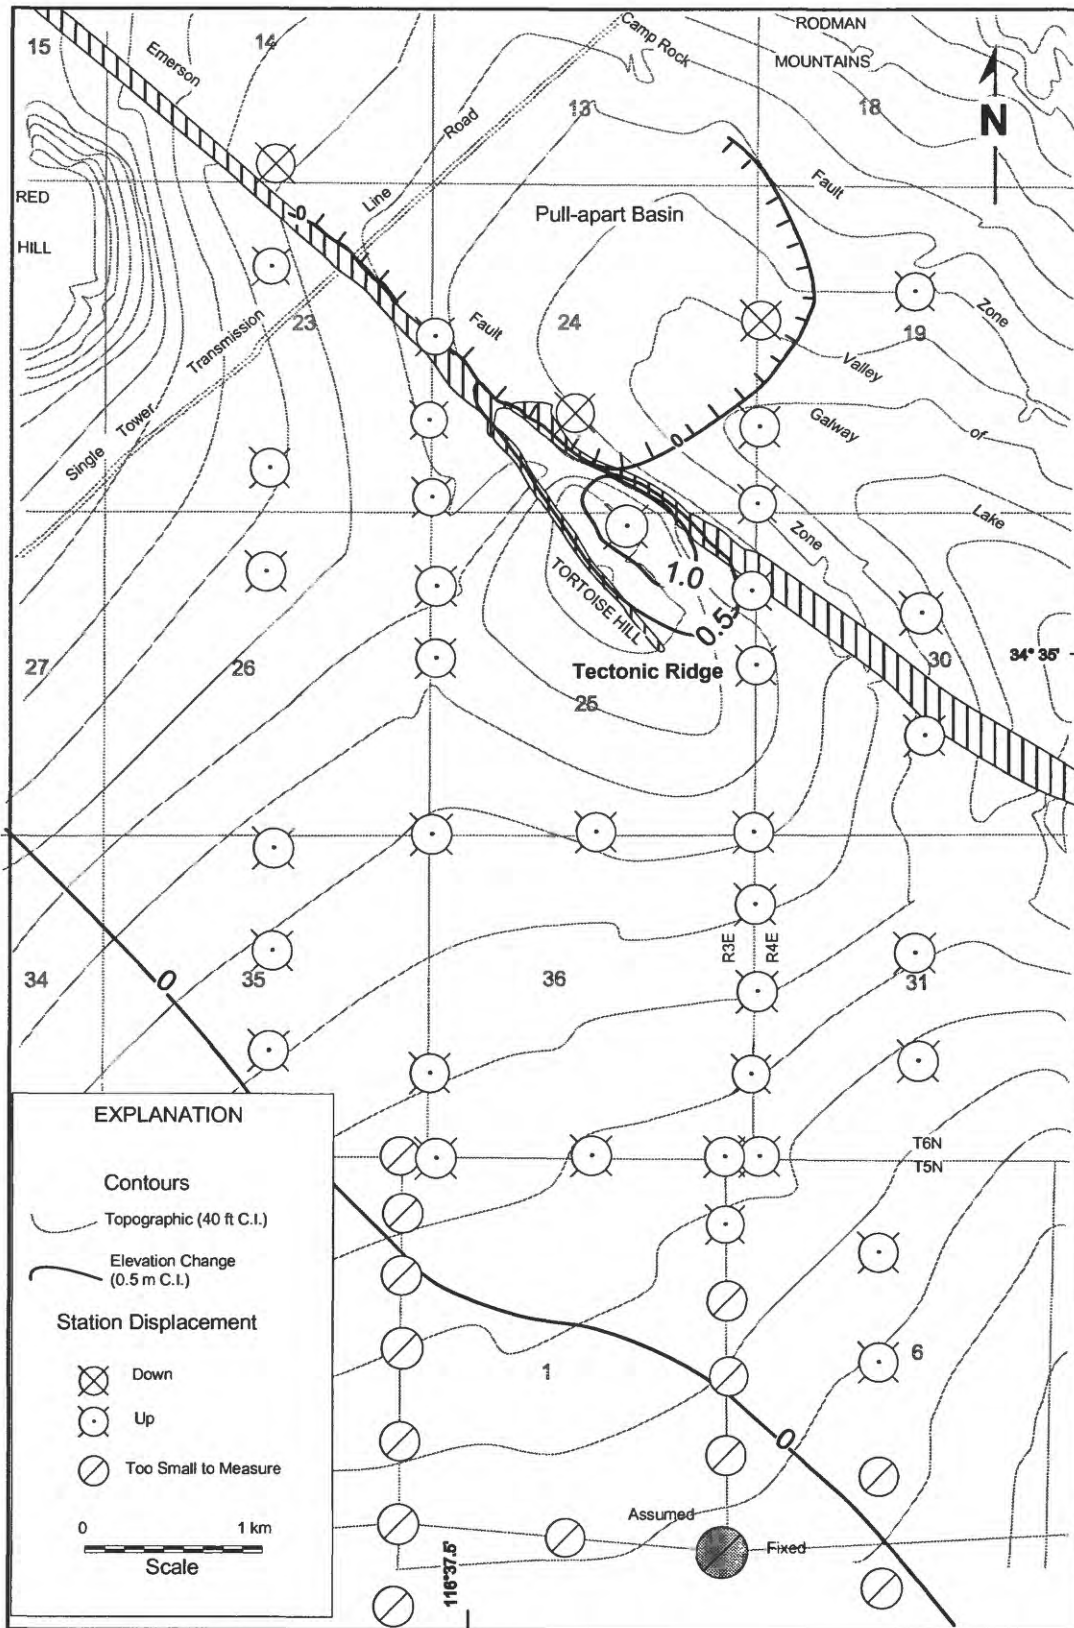 RODMAN
MOUNTAINS
15
14
Emerson
Camp Rock
13
18
N
Road
Line
Fault
RED
HILL
Pull-apart Basin
0
Transmission
23
Fault
24
Zone
19
Valley
Single Tower
Galway
of
0
Lake
Zone
1.0
TORTOISE HILL
0.5
27
26
Tectonic Ridge
30
34° 35'
25
34
0
35
36
R3E
R4E
31
T6N
T5N
EXPLANATION
Contours
Topographic (40 ft C.I.)
Elevation Change
(0.5 m C.I.)
Station Displacement
Down
Up
Too Small to Measure
0 1 km
Scale
1
6
0
Assumed
Fixed
116°37.5'